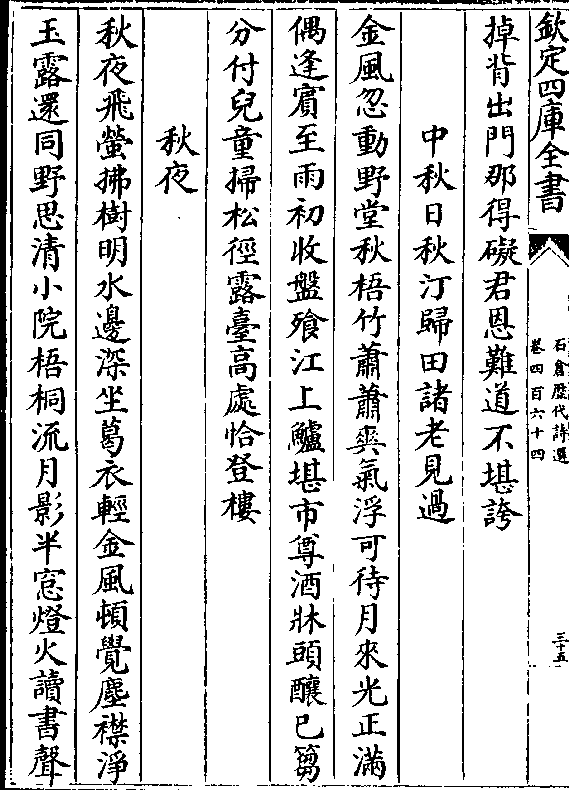 欽定四庫全書
石倉歷代詩選
卷四百六十四
三十五
掉背出門那得礙君恩難道不堪誇
中秋日秋汀歸田諸老見過
金風忽動野堂秋梧竹蕭蕭爽氣浮可待月來光正滿
偶逢賓至雨初收盤飱江上鱸堪市尊酒牀頭釀已篘
分付兒童掃松徑露臺高處恰登樓
秋夜
秋夜飛螢拂樹明水邊深坐葛衣輕金風頓覺塵襟淨
玉露還同野思清小院梧桐流月影半窓燈火讀書聲